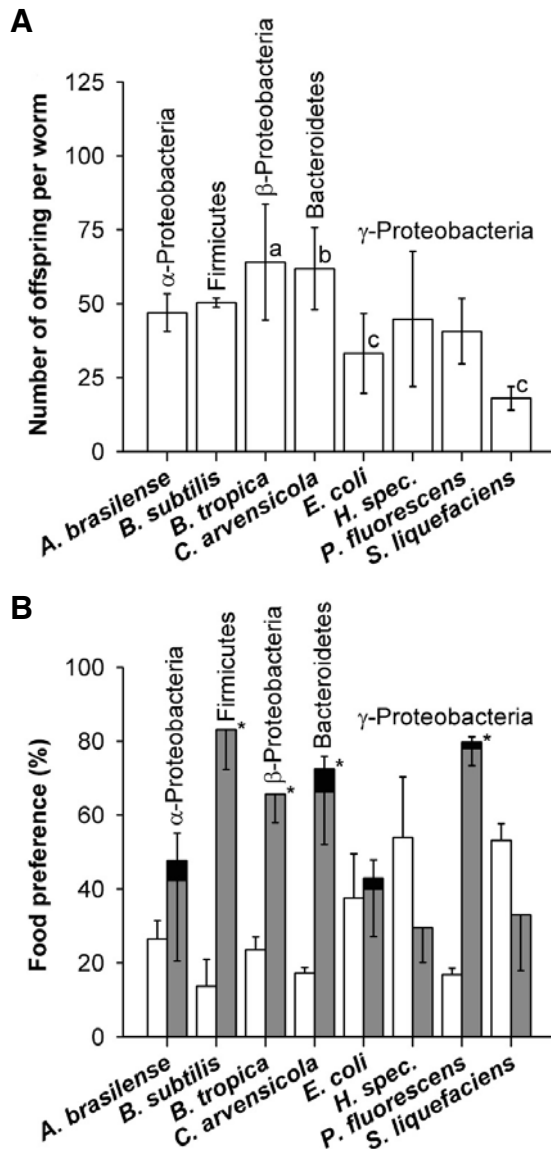 A
Number of offspring per worm
125
100
75
50
25
0
α-Proteobacteria
Firmicutes
β-Proteobacteria
Bacteroidetes
γ-Proteobacteria
a
b
c
c
A. brasilense
B. subtilis
B. tropica
C. arvensicola
E. coli
H. spec.
P. fluorescens
S. liquefaciens
B
Food preference (%)
100
80
60
40
20
0
α-Proteobacteria
Firmicutes
β-Proteobacteria
Bacteroidetes
γ-Proteobacteria
*
*
*
*
A. brasilense
B. subtilis
B. tropica
C. arvensicola
E. coli
H. spec.
P. fluorescens
S. liquefaciens